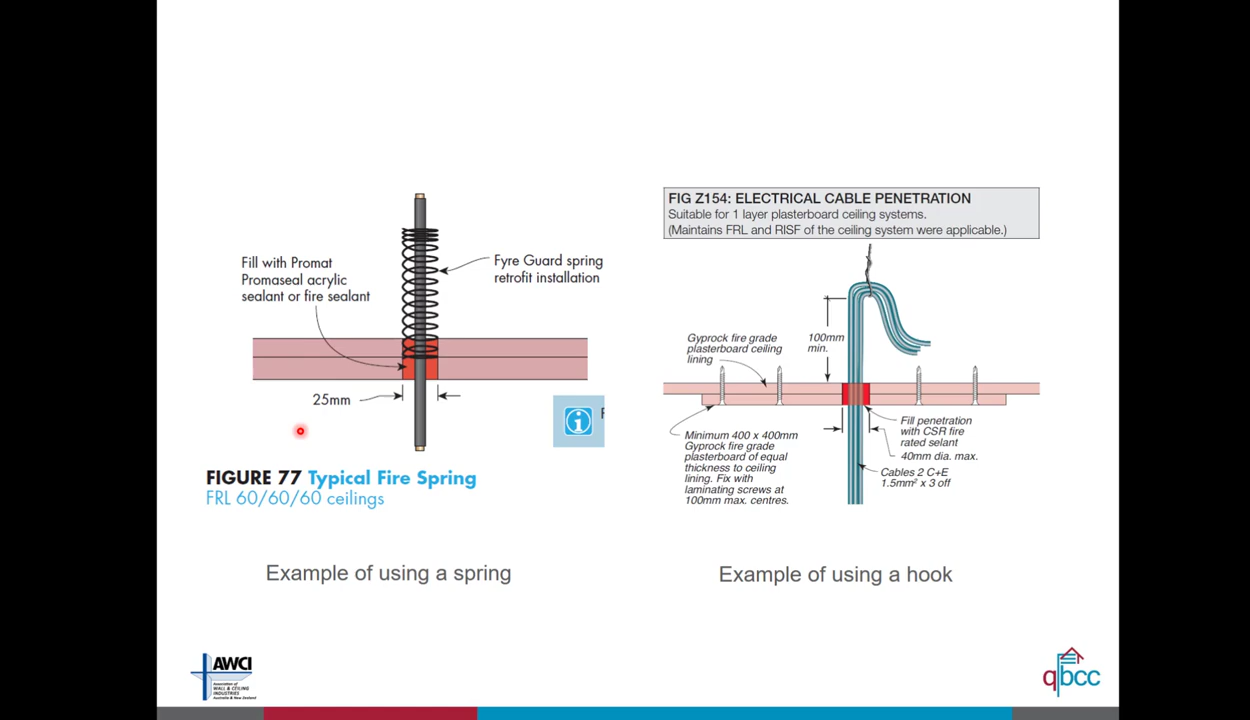 Fill with Promat
Promaseal acrylic
sealant or fire sealant
Fyre Guard spring
retrofit installation
25mm
FIGURE 77 Typical Fire Spring
FRL 60/60/60 ceilings
Example of using a spring
FIG Z154: ELECTRICAL CABLE PENETRATION
Suitable for 1 layer plasterboard ceiling systems.
(Maintains FRL and RISF of the ceiling system were applicable.)
Gyprock fire grade
plasterboard ceiling
lining
100mm
min.
Minimum 400 x 400mm
Gyprock fire grade
plasterboard of equal
thickness to ceiling
lining. Fix with
laminating screws at
100mm max. centres.
Fill penetration
with CSR fire
rated selant
40mm dia. max.
Cables 2 C+E
1.5mm² x 3 off
Example of using a hook
AWCI
Association of
WALL & CEILING
INDUSTRIES
Australia & New Zealand
qbcc